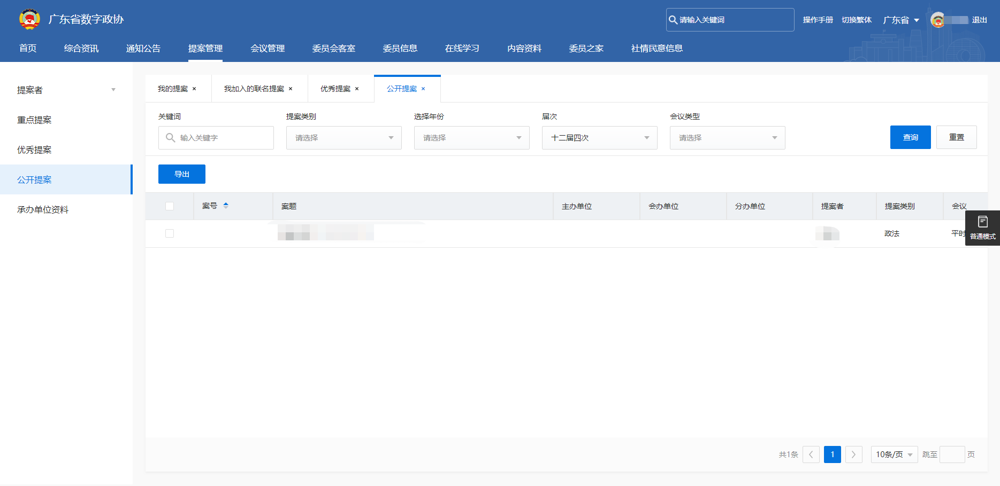 广东省数字政协
请输入关键词
操作手册 切换繁体 广东省 退出
首页 综合资讯 通知公告 提案管理 会议管理 委员会客室 委员信息 在线学习 内容资料 委员之家 社情民意信息
提案者
重点提案
优秀提案
公开提案
承办单位资料
我的提案 × 我加入的联名提案 × 优秀提案 × 公开提案 ×
关键词 提案类别 选择年份 届次 会议类型
输入关键字 请选择 请选择 十二届四次 请选择 查询 重置
导出
案号 案题 主办单位 会办单位 分办单位 提案者 提案类别 会议
政法 平时
普通模式
共1条 1 10条/页 跳至 页